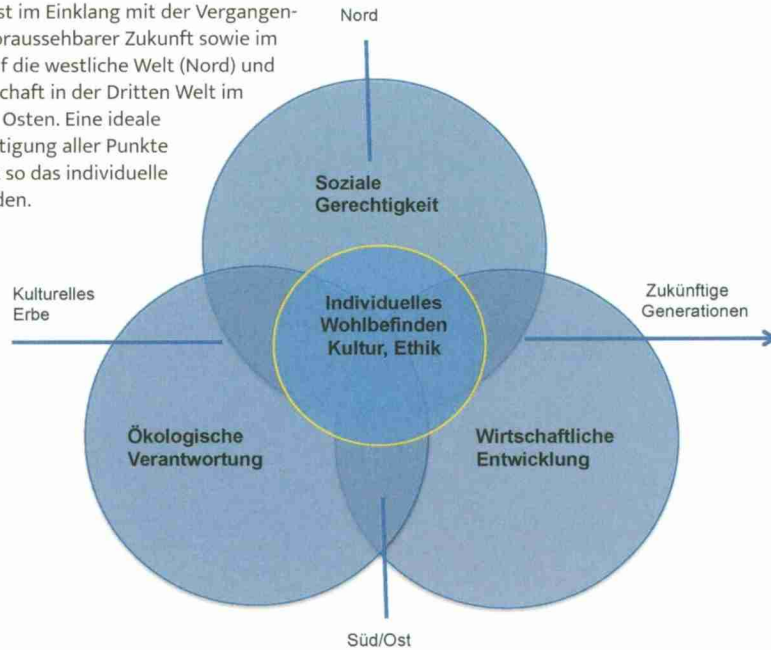 st im Einklang mit der Vergangen-
oraussehbarer Zukunft sowie im
f die westliche Welt (Nord) und
schaft in der Dritten Welt im
Osten. Eine ideale
tigung aller Punkte
so das individuelle
den.
Nord
Soziale
Gerechtigkeit
Kulturelles
Erbe
Individuelles
Wohlbefinden
Kultur, Ethik
Zukünftige
Generationen
Ökologische
Verantwortung
Wirtschaftliche
Entwicklung
Süd/Ost